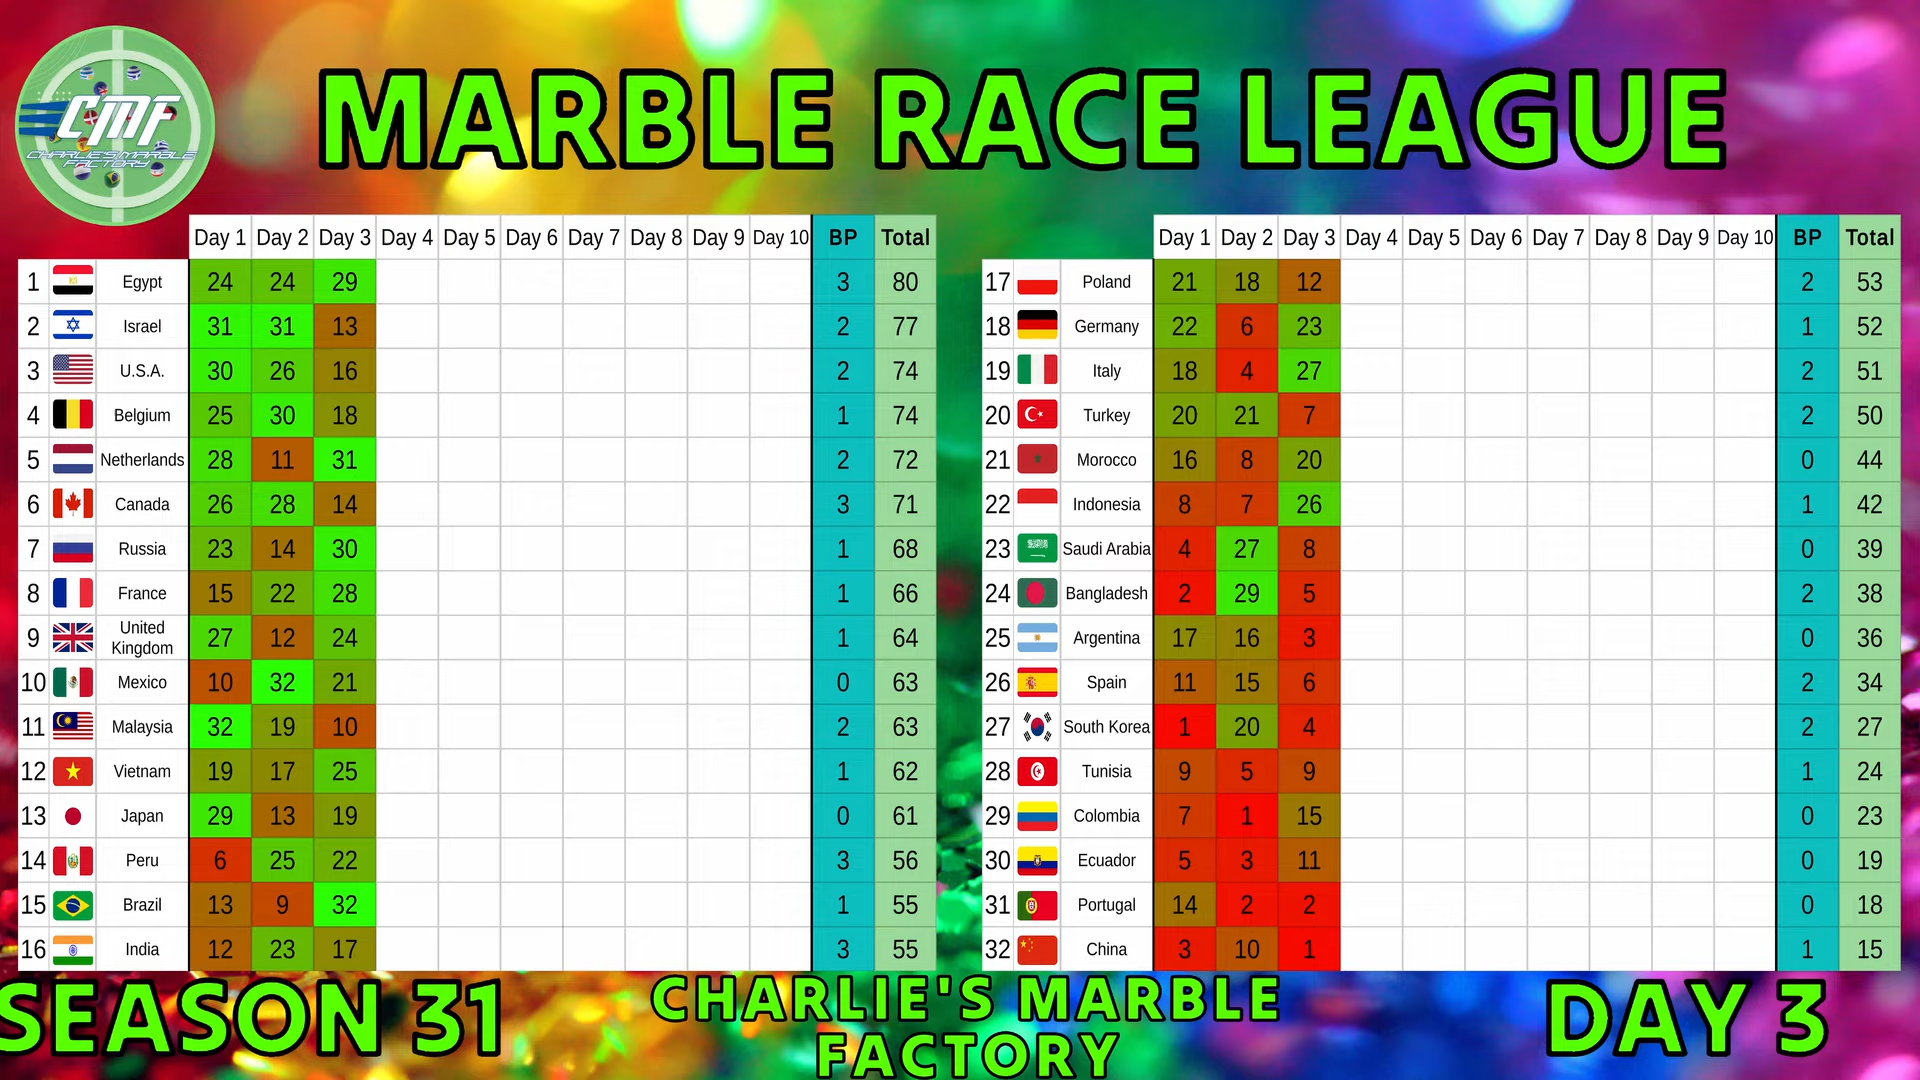 CMF
CHARLIE'S MARBLE
FACTORY
MARBLE RACE LEAGUE
Day 1 Day 2 Day 3 Day 4 Day 5 Day 6 Day 7 Day 8 Day 9 Day 10 BP Total
1 Egypt 24 24 29 3 80
2 Israel 31 31 13 2 77
3 U.S.A. 30 26 16 2 74
4 Belgium 25 30 18 1 74
5 Netherlands 28 11 31 2 72
6 Canada 26 28 14 3 71
7 Russia 23 14 30 1 68
8 France 15 22 28 1 66
9 United Kingdom 27 12 24 1 64
10 Mexico 10 32 21 0 63
11 Malaysia 32 19 10 2 63
12 Vietnam 19 17 25 1 62
13 Japan 29 13 19 0 61
14 Peru 6 25 22 3 56
15 Brazil 13 9 32 1 55
16 India 12 23 17 3 55
Day 1 Day 2 Day 3 Day 4 Day 5 Day 6 Day 7 Day 8 Day 9 Day 10 BP Total
17 Poland 21 18 12 2 53
18 Germany 22 6 23 1 52
19 Italy 18 4 27 2 51
20 Turkey 20 21 7 2 50
21 Morocco 16 8 20 0 44
22 Indonesia 8 7 26 1 42
23 Saudi Arabia 4 27 8 0 39
24 Bangladesh 2 29 5 2 38
25 Argentina 17 16 3 0 36
26 Spain 11 15 6 2 34
27 South Korea 1 20 4 2 27
28 Tunisia 9 5 9 1 24
29 Colombia 7 1 15 0 23
30 Ecuador 5 3 11 0 19
31 Portugal 14 2 2 0 18
32 China 3 10 1 1 15
SEASON 31
CHARLIE'S MARBLE
FACTORY
DAY 3